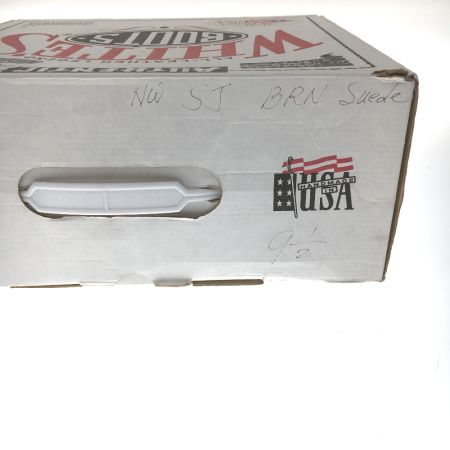 WHITE'S
BOOTS
NW SJ BRN Suede
HANDMADE
IN
USA
9 1/2